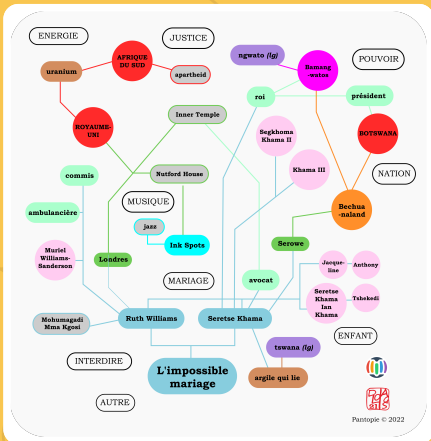 ENERGIE
JUSTICE
POUVOIR
ngwato (lg)
Bamang
-watos
AFRIQUE
DU SUD
uranium
apartheid
roi
président
Inner Temple
ROYAUME-
UNI
Segkhoma
Khama II
BOTSWANA
Khama III
NATION
commis
Nutford House
MUSIQUE
ambulancière
jazz
Bechua
-naland
Ink Spots
Serowe
Muriel
Williams-
Sanderson
Londres
Jacque-
line
Anthony
MARIAGE
avocat
Seretse
Khama
Ian
Khama
Tshekedi
Mohumagadi
Mma Kgosi
Ruth Williams
Seretse Khama
ENFANT
tswana (lg)
INTERDIRE
L'impossible
mariage
argile qui lie
AUTRE
Pantopie © 2022